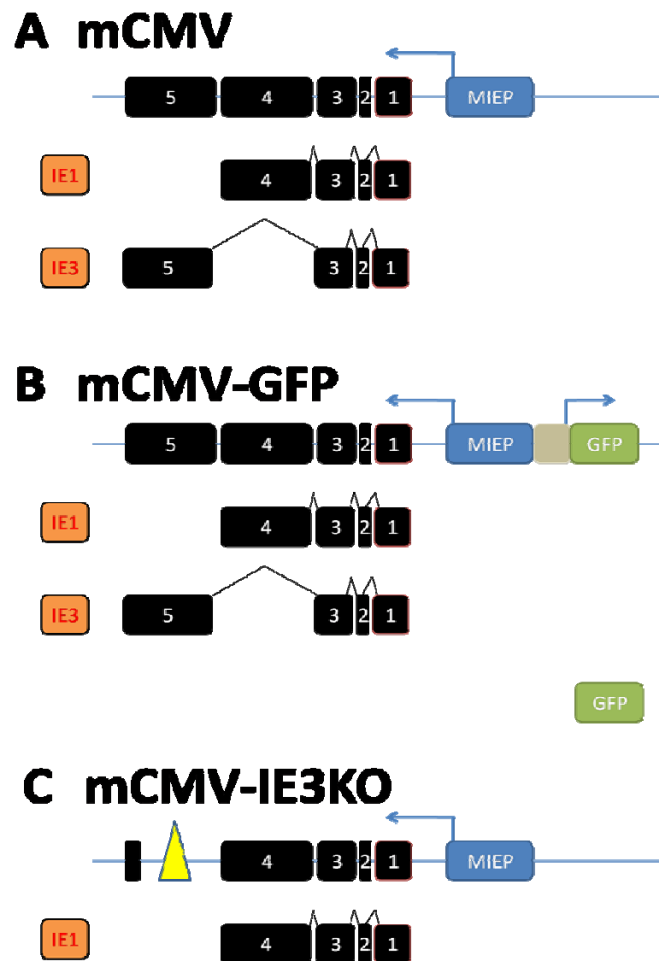 A mCMV
5 4 3 2 1 MIEP
IE1 4 3 2 1
IE3 5 3 2 1
B mCMV-GFP
5 4 3 2 1 MIEP GFP
IE1 4 3 2 1
IE3 5 3 2 1
GFP
C mCMV-IE3KO
4 3 2 1 MIEP
IE1 4 3 2 1